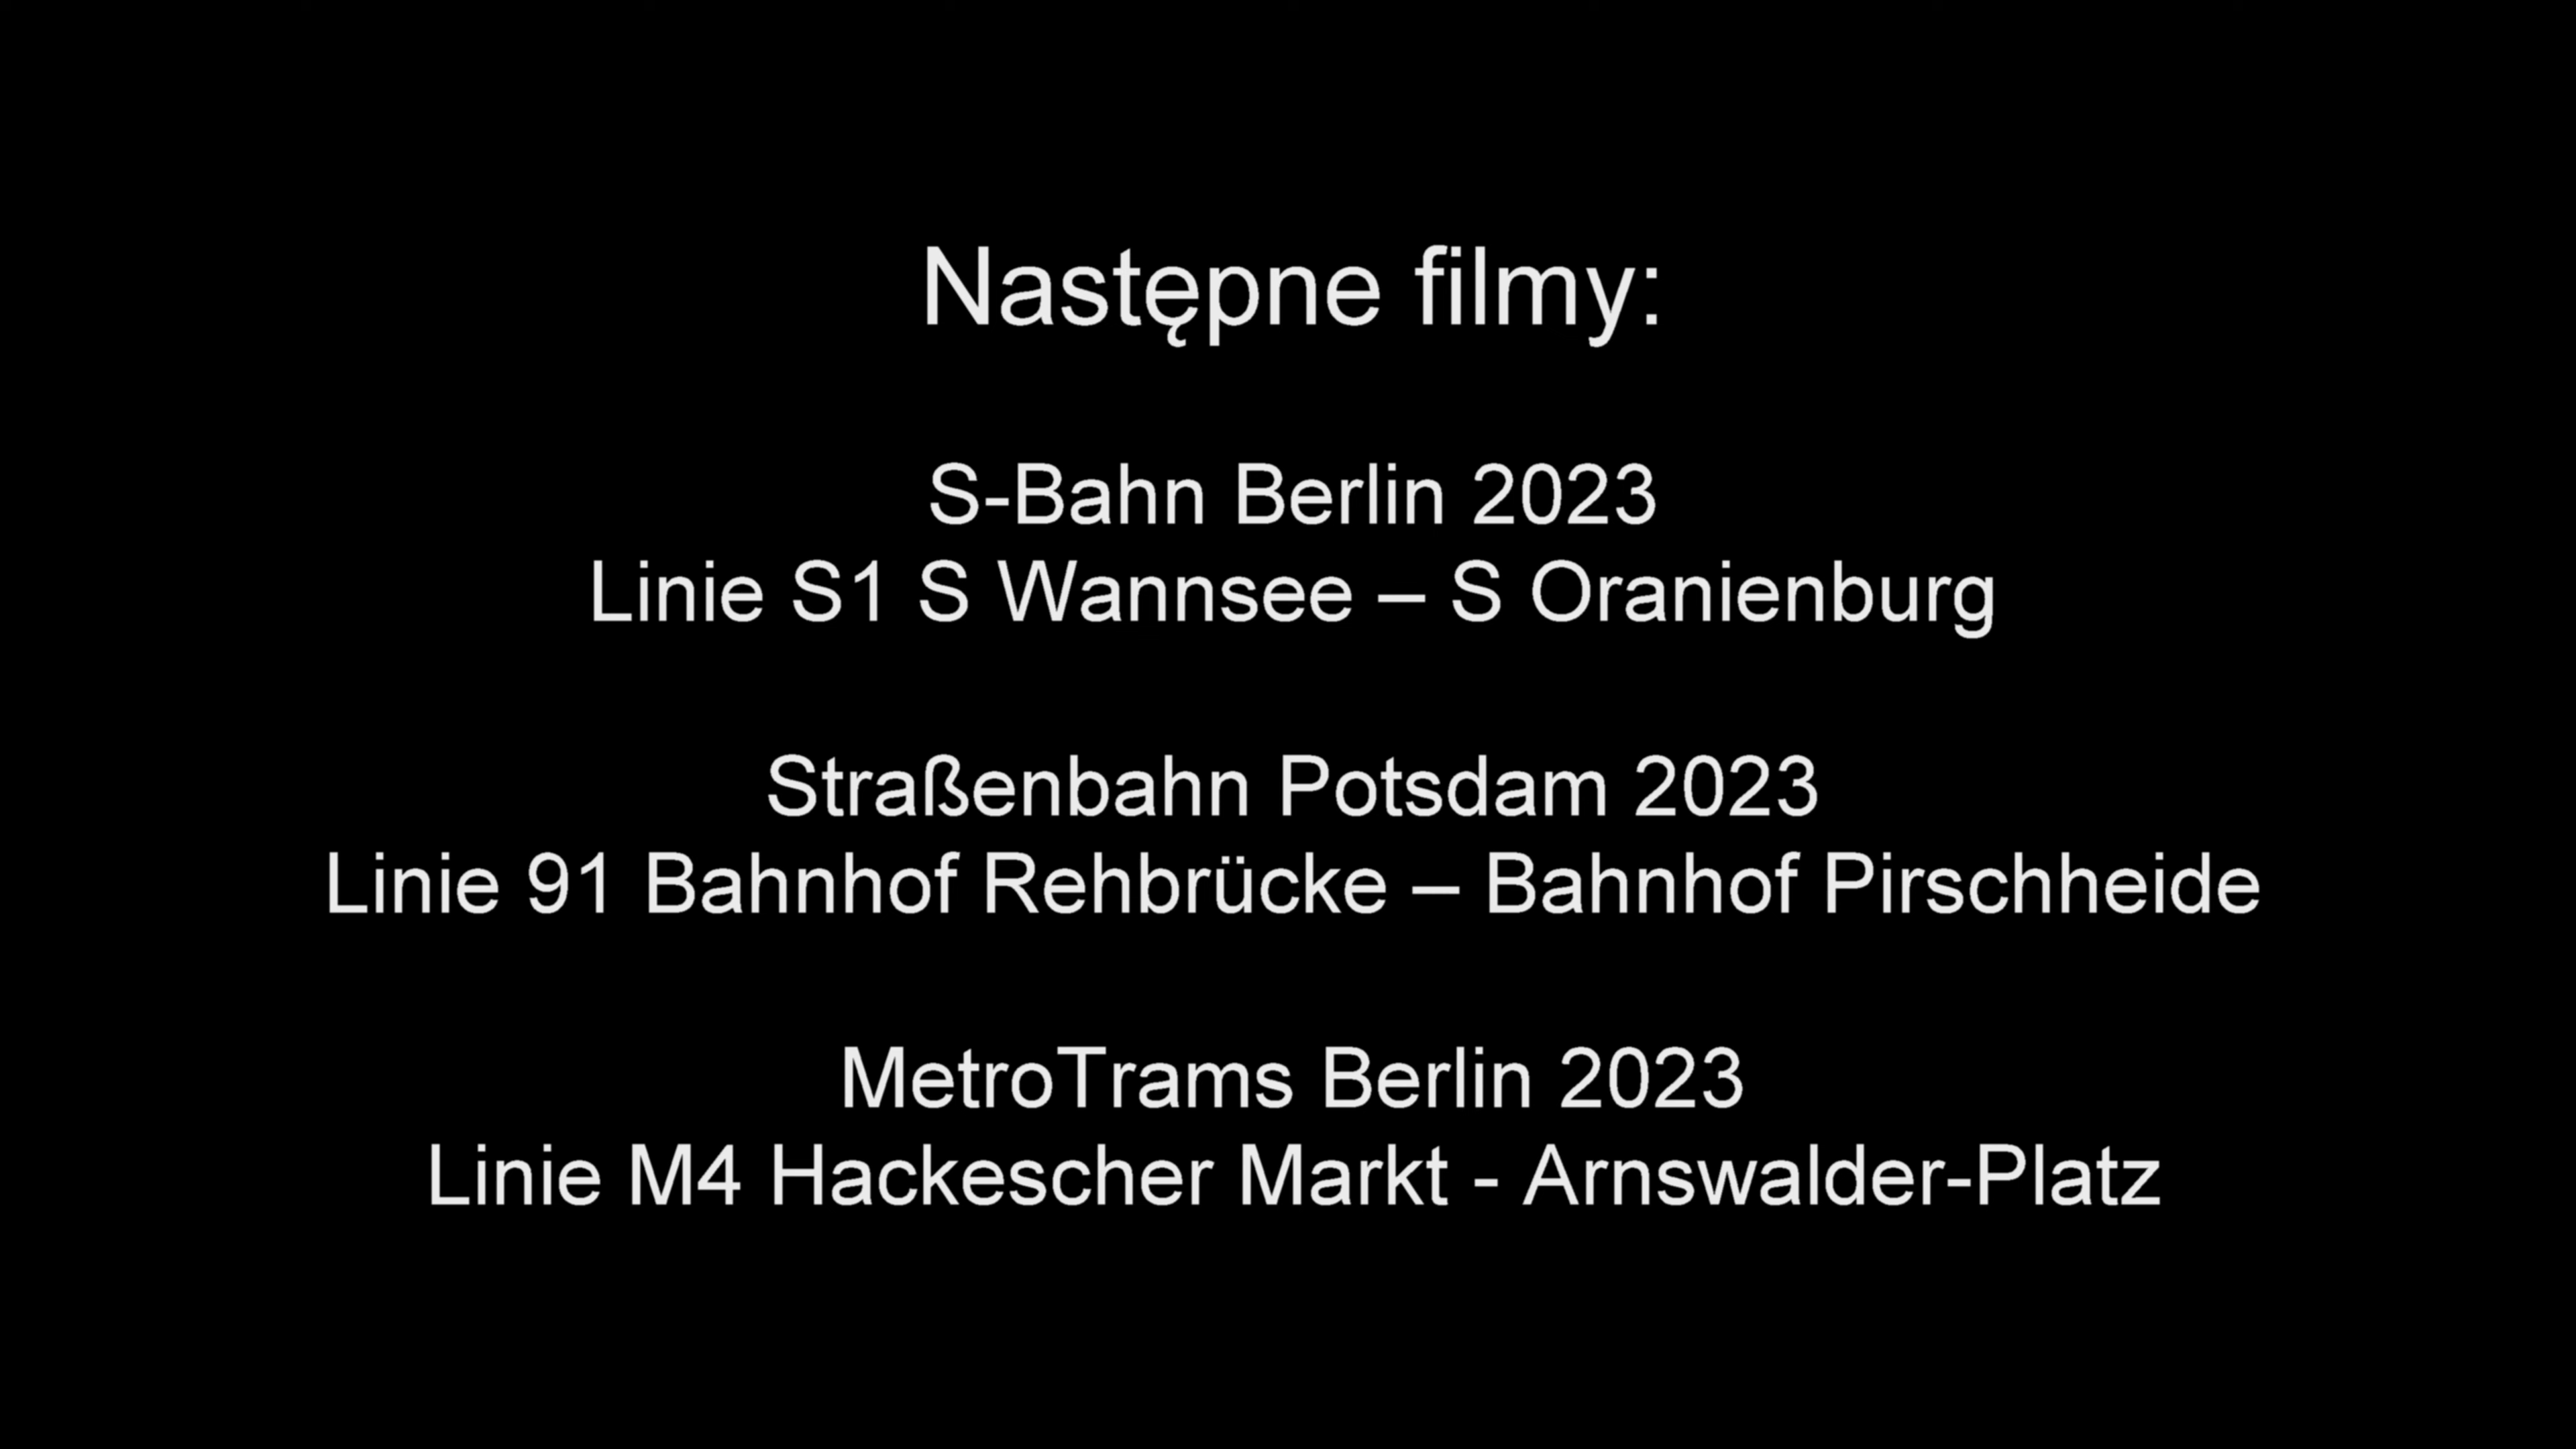 Następne filmy:
S-Bahn Berlin 2023
Linie S1 S Wannsee – S Oranienburg
Straßenbahn Potsdam 2023
Linie 91 Bahnhof Rehbrücke – Bahnhof Pirschheide
MetroTrams Berlin 2023
Linie M4 Hackescher Markt - Arnswalder-Platz